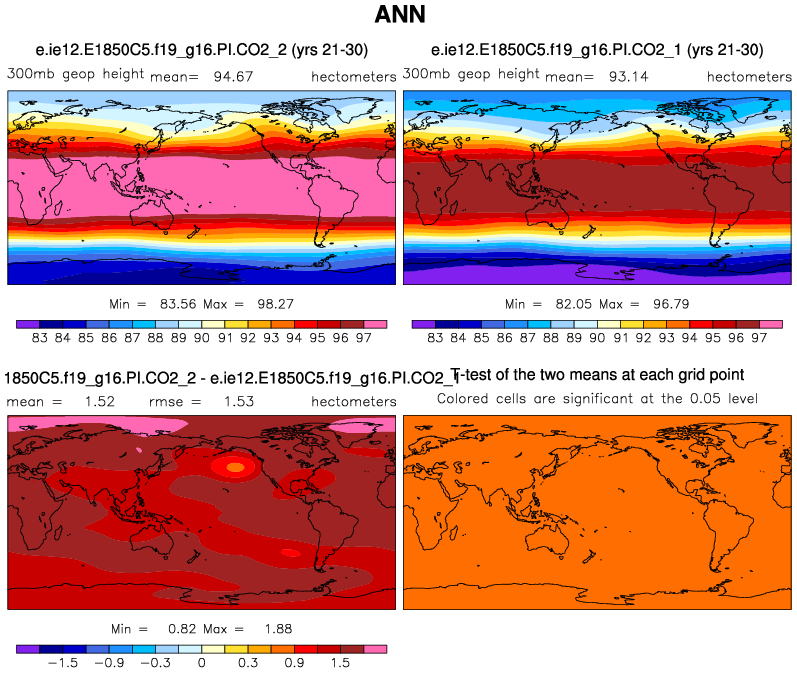 ANN
e.ie12.E1850C5.f19_g16.PI.CO2_2 (yrs 21-30)
300mb geop height mean= 94.67 hectometers
Min = 83.56 Max = 98.27
83 84 85 86 87 88 89 90 91 92 93 94 95 96 97
e.ie12.E1850C5.f19_g16.PI.CO2_1 (yrs 21-30)
300mb geop height mean= 93.14 hectometers
Min = 82.05 Max = 96.79
83 84 85 86 87 88 89 90 91 92 93 94 95 96 97
1850C5.f19_g16.PI.CO2_2 - e.ie12.E1850C5.f19_g16.PI.CO2_1
mean = 1.52 rmse = 1.53 hectometers
Min = 0.82 Max = 1.88
-1.5 -0.9 -0.3 0 0.3 0.9 1.5
T-test of the two means at each grid point
Colored cells are significant at the 0.05 level